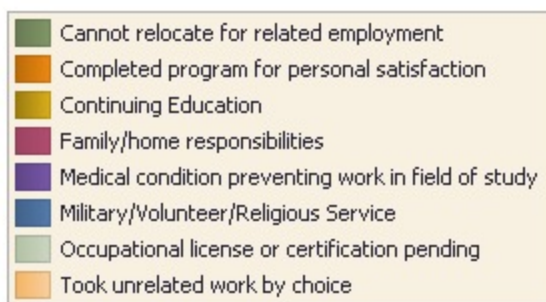 Cannot relocate for related employment
Completed program for personal satisfaction
Continuing Education
Family/home responsibilities
Medical condition preventing work in field of study
Military/Volunteer/Religious Service
Occupational license or certification pending
Took unrelated work by choice